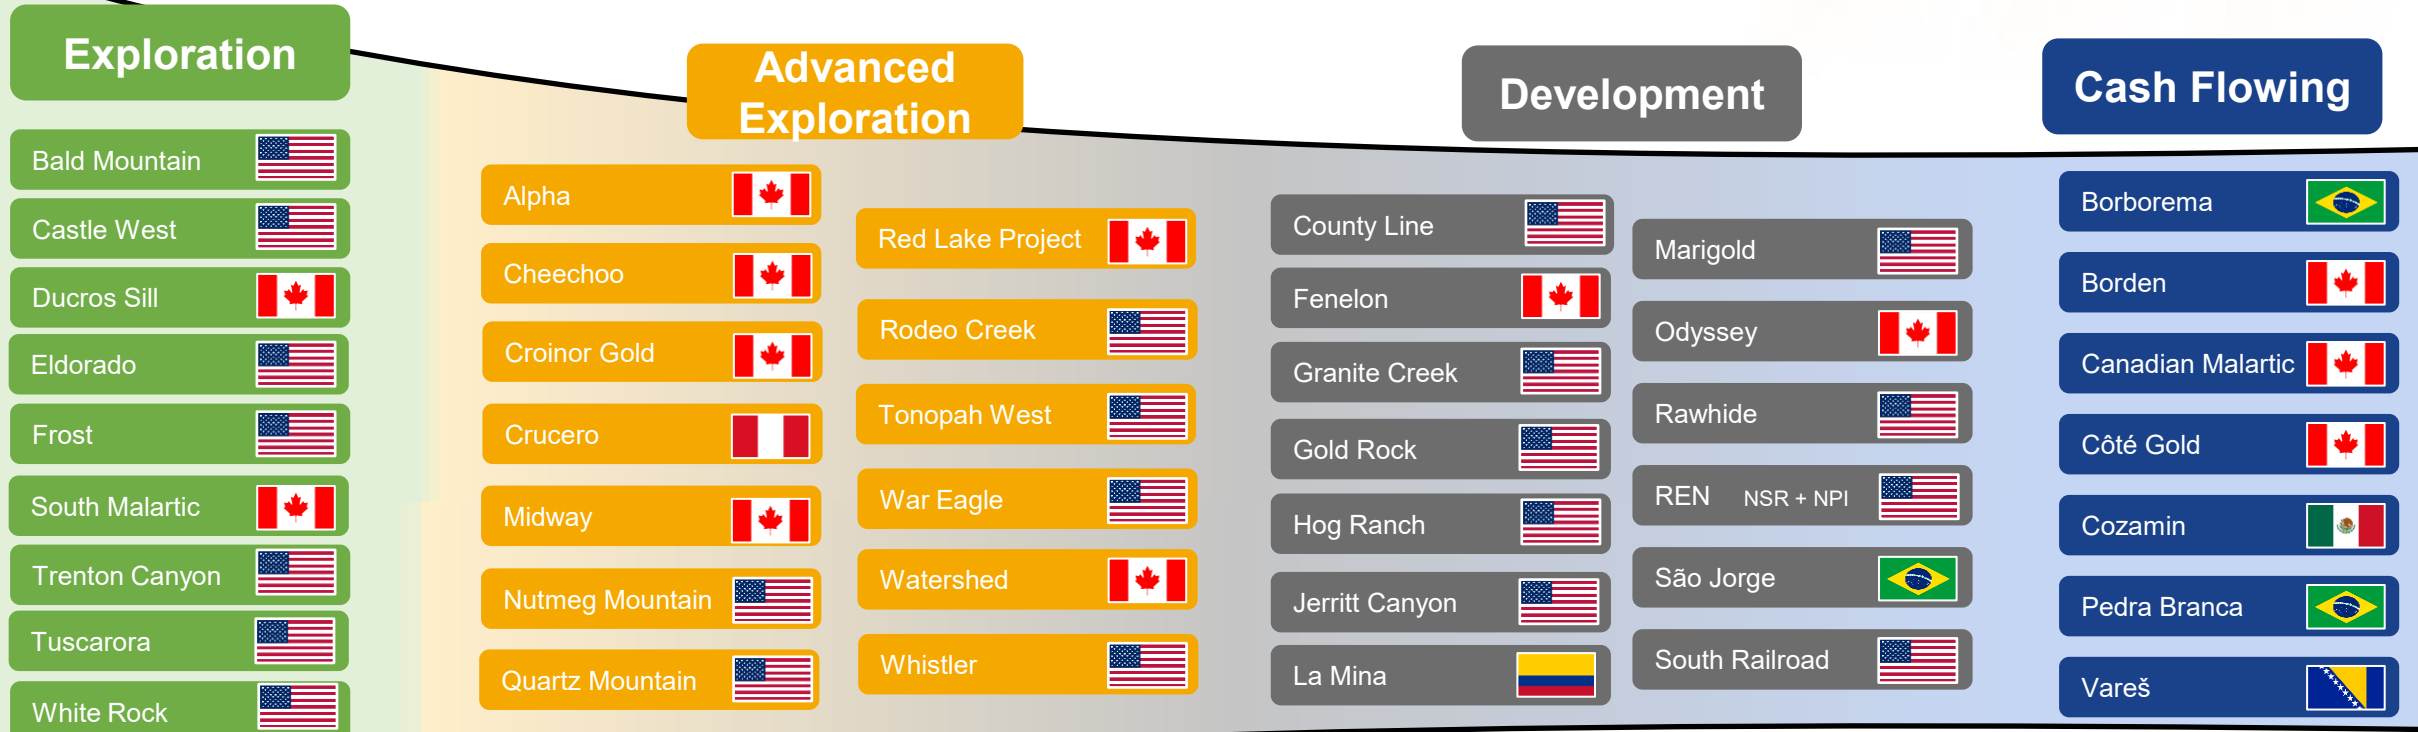 Exploration
Bald Mountain
Castle West
Ducros Sill
Eldorado
Frost
South Malartic
Trenton Canyon
Tuscarora
White Rock
Advanced
Exploration
Alpha
Cheechoo
Croinor Gold
Crucero
Midway
Nutmeg Mountain
Quartz Mountain
Red Lake Project
Rodeo Creek
Tonopah West
War Eagle
Watershed
Whistler
Development
County Line
Fenelon
Granite Creek
Gold Rock
Hog Ranch
Jerritt Canyon
La Mina
Marigold
Odyssey
Rawhide
REN NSR + NPI
São Jorge
South Railroad
Cash Flowing
Borborema
Borden
Canadian Malartic
Côté Gold
Cozamin
Pedra Branca
Vareš